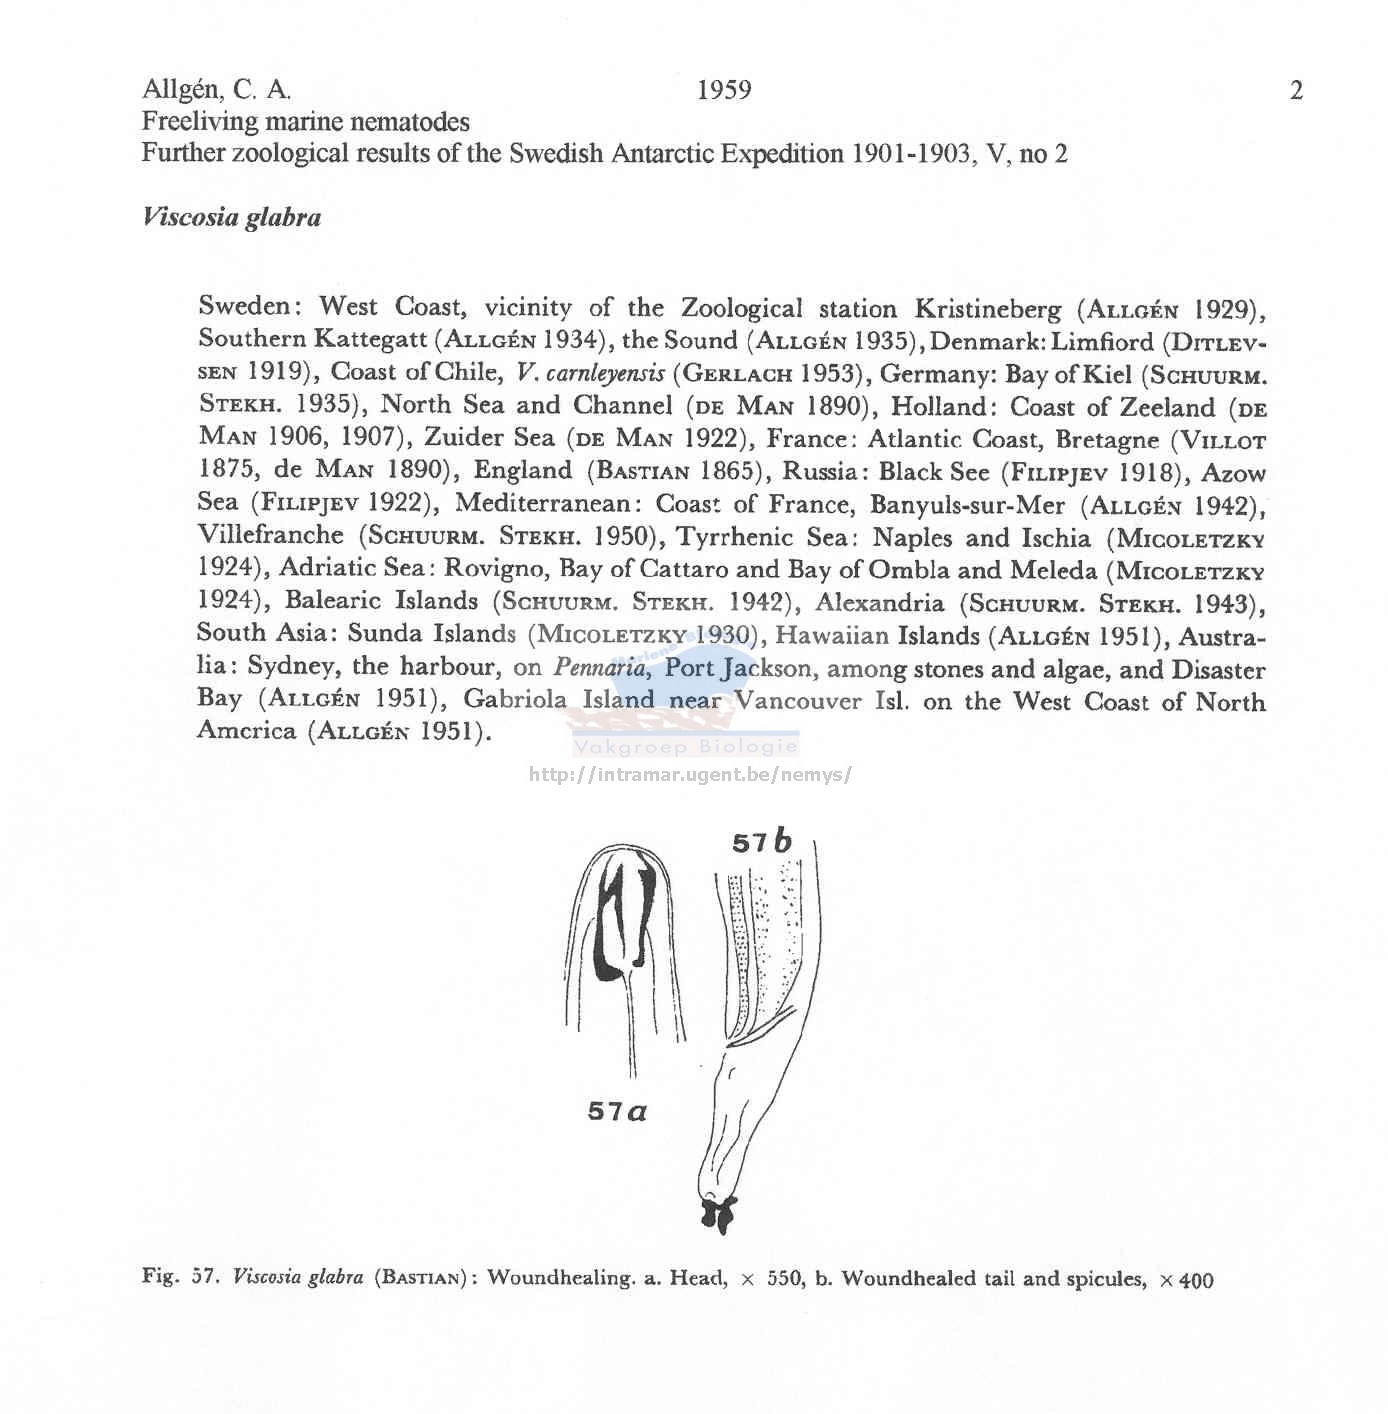 Allgén, C. A. 1959 2
Freeliving marine nematodes
Further zoological results of the Swedish Antarctic Expedition 1901-1903, V, no 2
Viscosia glabra
Sweden: West Coast, vicinity of the Zoological station Kristineberg (ALLGÉN 1929),
Southern Kattegatt (ALLGÉN 1934), the Sound (ALLGÉN 1935), Denmark: Limfiord (DITLEV-
SEN 1919), Coast of Chile, V. carnleyensis (GERLACH 1953), Germany: Bay of Kiel (SCHUURM.
STEKH. 1935), North Sea and Channel (DE MAN 1890), Holland: Coast of Zeeland (DE
MAN 1906, 1907), Zuider Sea (DE MAN 1922), France: Atlantic Coast, Bretagne (VILLOT
1875, de MAN 1890), England (BASTIAN 1865), Russia: Black See (FILIPJEV 1918), Azow
Sea (FILIPJEV 1922), Mediterranean: Coast of France, Banyuls-sur-Mer (ALLGÉN 1942),
Villefranche (SCHUURM. STEKH. 1950), Tyrrhenic Sea: Naples and Ischia (MICOLETZKY
1924), Adriatic Sea: Rovigno, Bay of Cattaro and Bay of Ombla and Meleda (MICOLETZKY
1924), Balearic Islands (SCHUURM. STEKH. 1942), Alexandria (SCHUURM. STEKH. 1943),
South Asia: Sunda Islands (MICOLETZKY 1930), Hawaiian Islands (ALLGÉN 1951), Austra-
lia: Sydney, the harbour, on Pennaria, Port Jackson, among stones and algae, and Disaster
Bay (ALLGÉN 1951), Gabriola Island near Vancouver Isl. on the West Coast of North
America (ALLGÉN 1951).
Vakgroep Biologie
http://intramar.ugent.be/nemys/
57b
57a
Fig. 57. Viscosia glabra (BASTIAN): Woundhealing. a. Head, × 550, b. Woundhealed tail and spicules, × 400